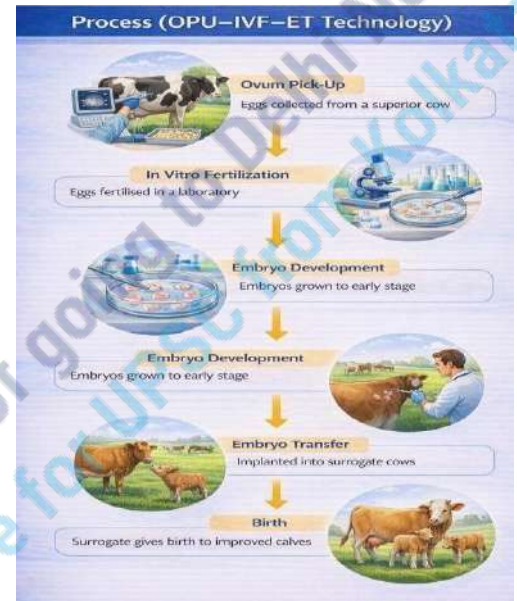 Process (OPU–IVF–ET Technology)
Ovum Pick-Up
Eggs collected from a superior cow
In Vitro Fertilization
Eggs fertilised in a laboratory
Embryo Development
Embryos grown to early stage
Embryo Development
Embryos grown to early stage
Embryo Transfer
Implanted into surrogate cows
Birth
Surrogate gives birth to improved calves